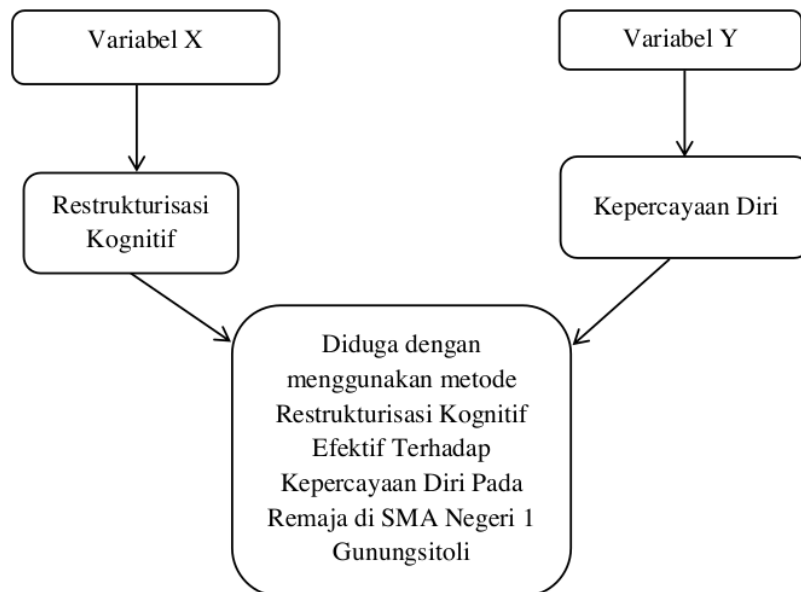 Variabel X
Variabel Y
Restrukturisasi
Kognitif
Kepercayaan Diri
Diduga dengan
menggunakan metode
Restrukturisasi Kognitif
Efektif Terhadap
Kepercayaan Diri Pada
Remaja di SMA Negeri 1
Gunungsitoli